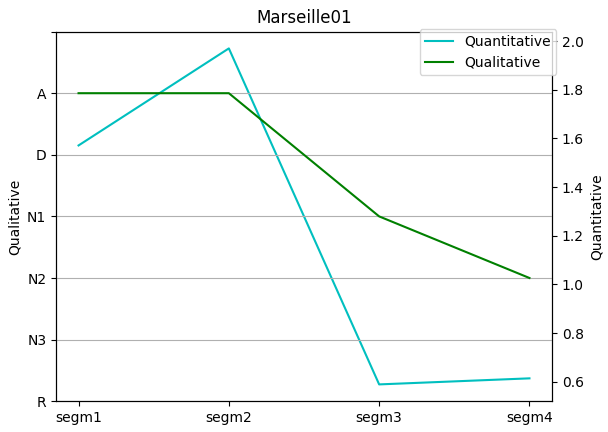 Marseille01
Quantitative
Qualitative
Qualitative
A
D
N1
N2
N3
R
2.0
1.8
1.6
1.4
1.2
1.0
0.8
0.6
Quantitative
segm1 segm2 segm3 segm4